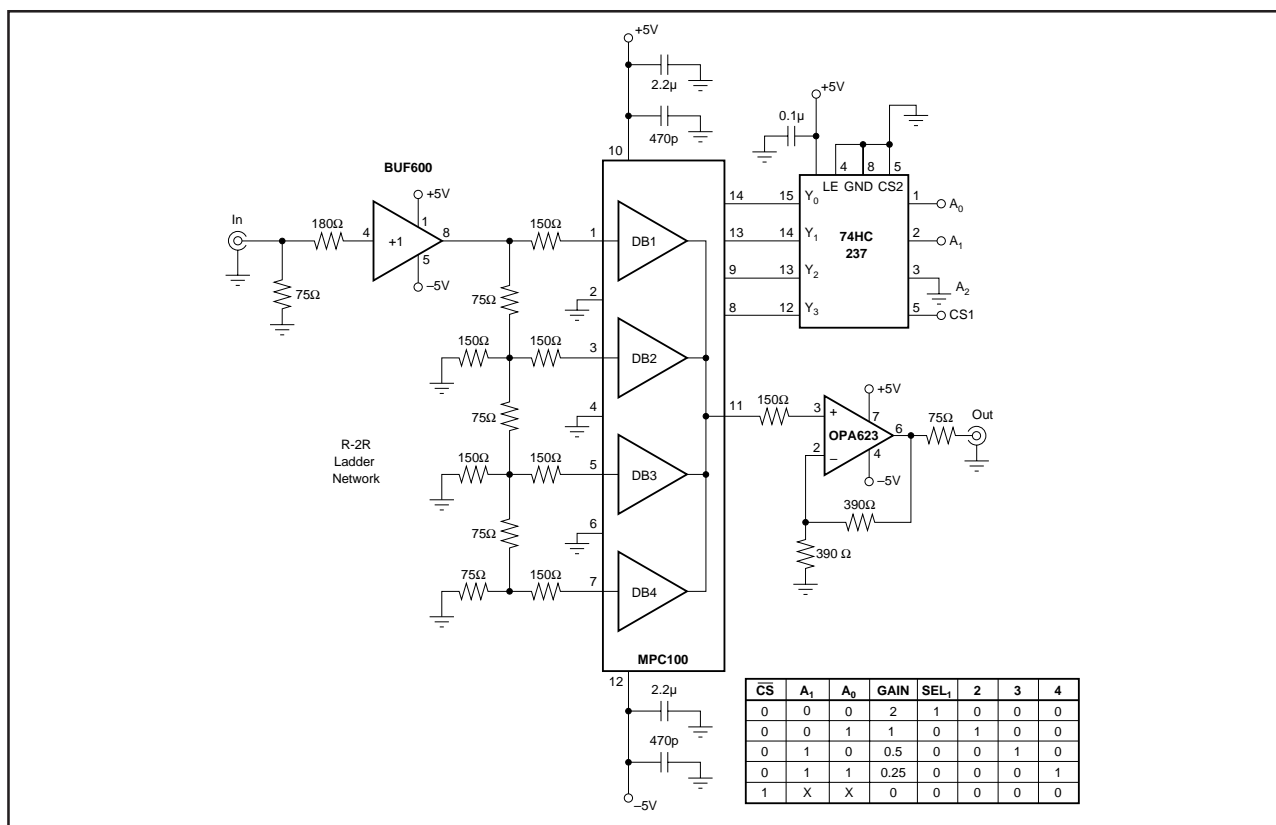 +5V
2.2µ
470p
10
+5V
0.1µ
4 8 5
LE GND CS2
BUF600
+5V
In
180Ω
4
+1
1
8
5
–5V
75Ω
150Ω
1
DB1
2
75Ω
150Ω
150Ω
3
DB2
4
75Ω
R-2R
Ladder
Network
150Ω
150Ω
5
DB3
6
75Ω
75Ω
150Ω
7
DB4
MPC100
14 15 Y0
13 14 Y1
9 13 Y2
8 12 Y3
74HC
237
1 A0
2 A1
3 A2
5 CS1
11
150Ω
3 +
2 –
OPA623
+5V
7
6
4
–5V
75Ω
Out
390Ω
390 Ω
12
2.2µ
470p
–5V
C̅S̅ A1 A0 GAIN SEL1 2 3 4
0 0 0 2 1 0 0 0
0 0 1 1 0 1 0 0
0 1 0 0.5 0 0 1 0
0 1 1 0.25 0 0 0 1
1 X X 0 0 0 0 0